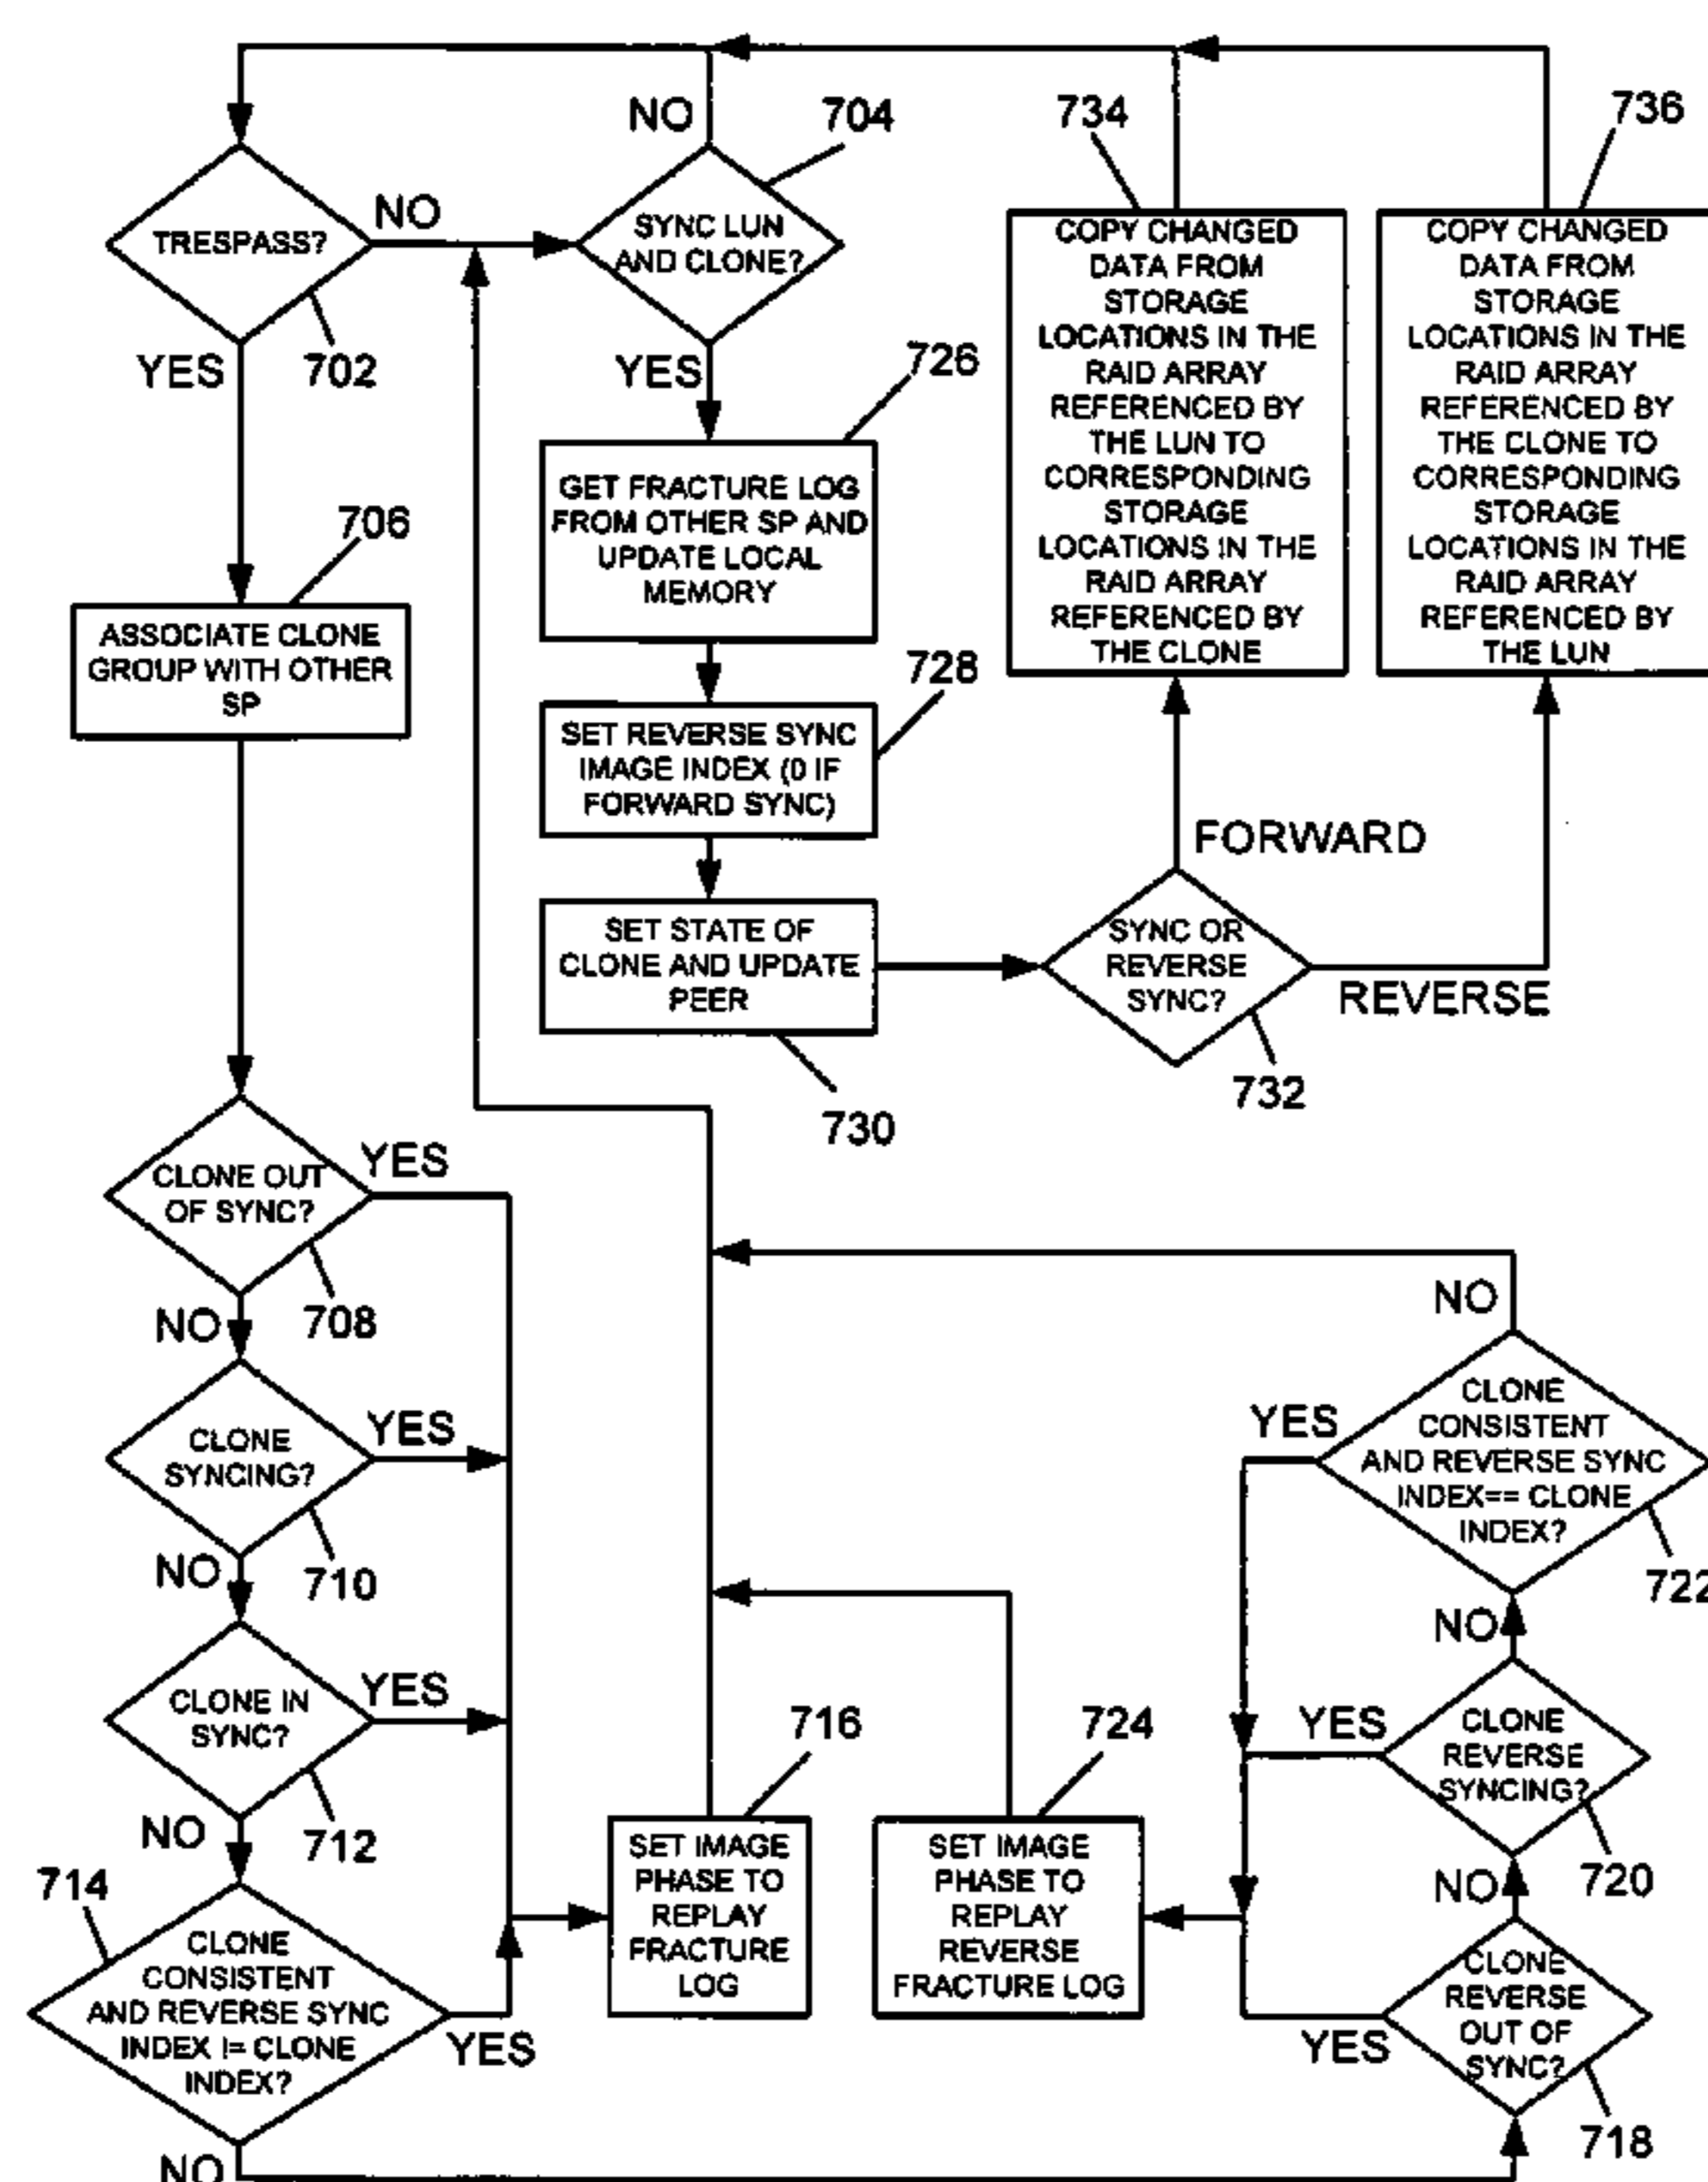 NO
704
734
736
TRESPASS?
NO
SYNC LUN
AND CLONE?
YES
702
YES
726
COPY CHANGED
DATA FROM
STORAGE
LOCATIONS IN THE
RAID ARRAY
REFERENCED BY
THE LUN TO
CORRESPONDING
STORAGE
LOCATIONS IN THE
RAID ARRAY
REFERENCED BY
THE CLONE
COPY CHANGED
DATA FROM
STORAGE
LOCATIONS IN THE
RAID ARRAY
REFERENCED BY
THE CLONE TO
CORRESPONDING
STORAGE
LOCATIONS IN THE
RAID ARRAY
REFERENCED BY
THE LUN
706
GET FRACTURE LOG
FROM OTHER SP AND
UPDATE LOCAL
MEMORY
ASSOCIATE CLONE
GROUP WITH OTHER
SP
728
SET REVERSE SYNC
IMAGE INDEX (0 IF
FORWARD SYNC)
FORWARD
SET STATE OF
CLONE AND UPDATE
PEER
SYNC OR
REVERSE
SYNC?
REVERSE
732
730
CLONE OUT
OF SYNC?
YES
NO
708
NO
CLONE
SYNCING?
YES
CLONE
CONSISTENT
AND REVERSE SYNC
INDEX== CLONE
INDEX?
YES
NO
710
722
NO
CLONE IN
SYNC?
YES
716
724
YES
CLONE
REVERSE
SYNCING?
NO
712
720
NO
714
CLONE
CONSISTENT
AND REVERSE SYNC
INDEX != CLONE
INDEX?
YES
SET IMAGE
PHASE TO
REPLAY
FRACTURE
LOG
SET IMAGE
PHASE TO
REPLAY
REVERSE
FRACTURE LOG
YES
CLONE
REVERSE
OUT OF
SYNC?
718
NO